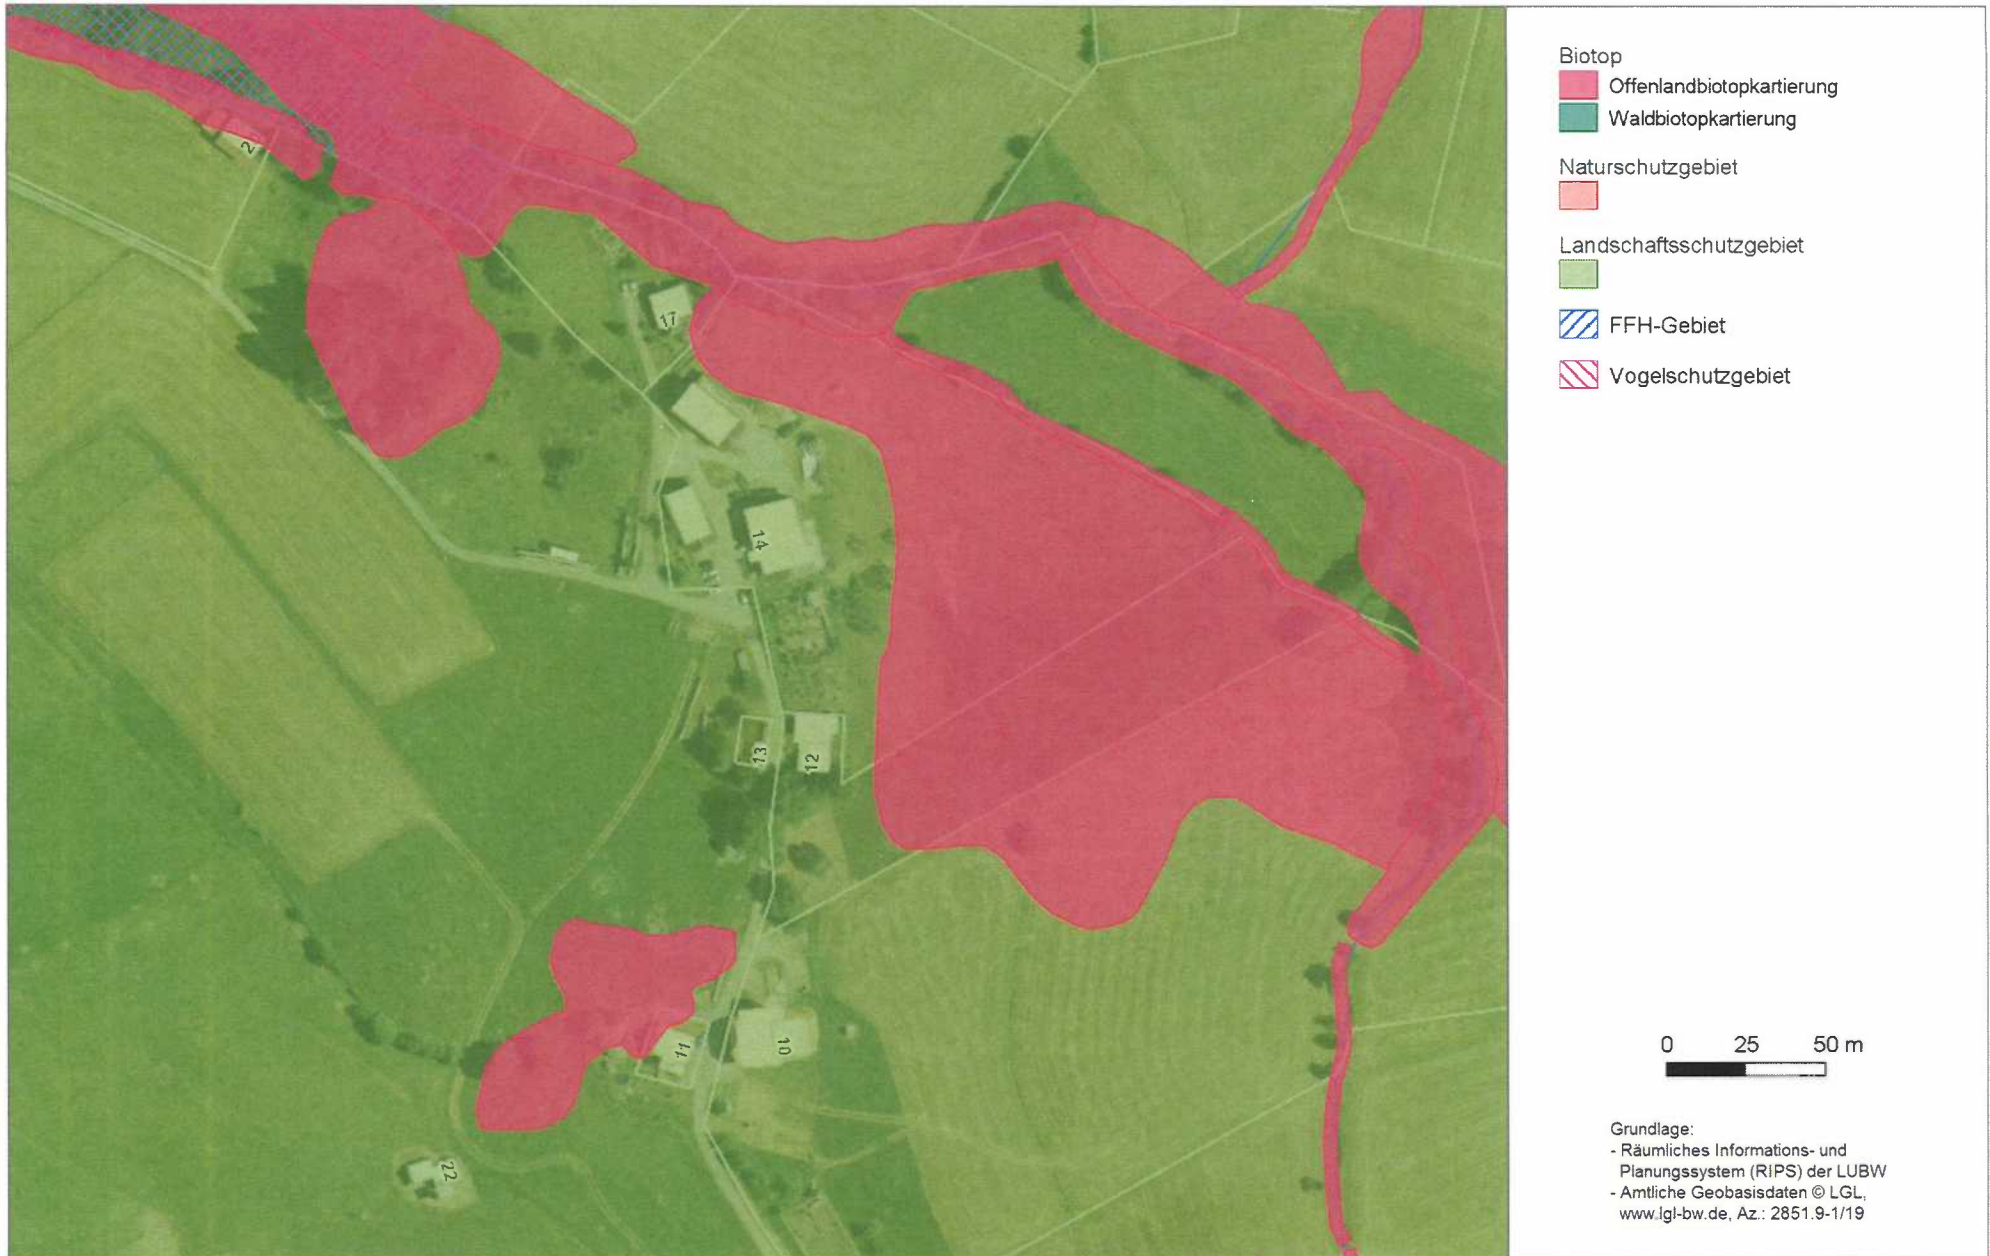 Biotop
Offenlandbiotopkartierung
Waldbiotopkartierung
Naturschutzgebiet
Landschaftsschutzgebiet
FFH-Gebiet
Vogelschutzgebiet
17
14
13
12
11
10
22
0 25 50 m
Grundlage:
- Räumliches Informations- und
Planungssystem (RIPS) der LUBW
- Amtliche Geobasisdaten © LGL,
www.lgl-bw.de, Az.: 2851.9-1/19